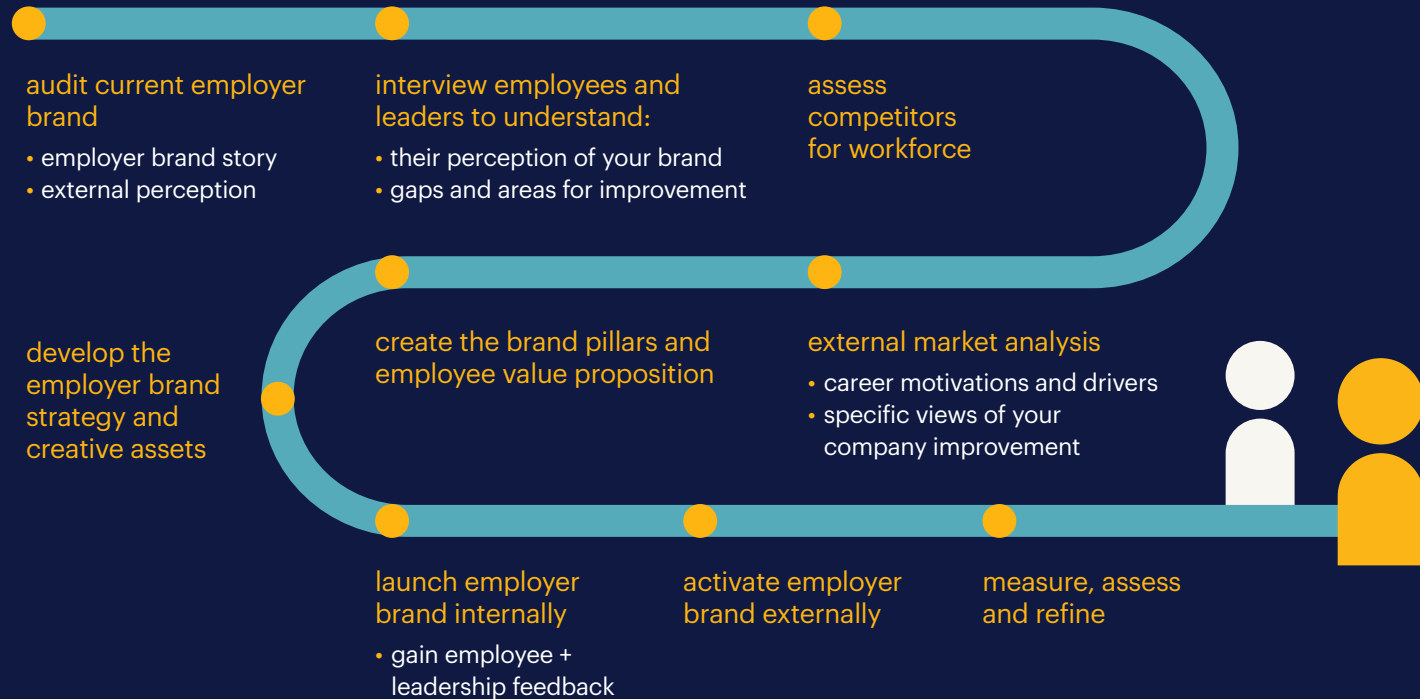 audit current employer
brand
• employer brand story
• external perception
interview employees and
leaders to understand:
• their perception of your brand
• gaps and areas for improvement
assess
competitors
for workforce
external market analysis
• career motivations and drivers
• specific views of your
company improvement
create the brand pillars and
employee value proposition
develop the
employer brand
strategy and
creative assets
launch employer
brand internally
• gain employee +
leadership feedback
activate employer
brand externally
measure, assess
and refine